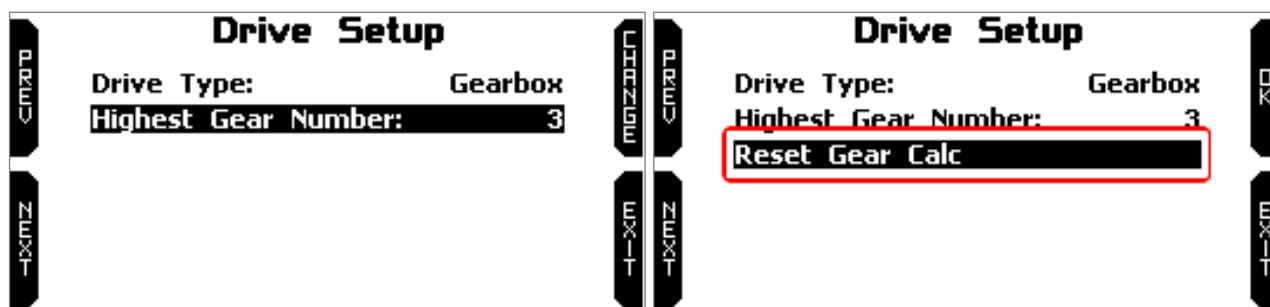 Drive Setup
PREV
CHANGE
Drive Type: Gearbox
Highest Gear Number: 3
NEXT
EXIT
Drive Setup
PREV
OK
Drive Type: Gearbox
Highest Gear Number: 3
Reset Gear Calc
NEXT
EXIT